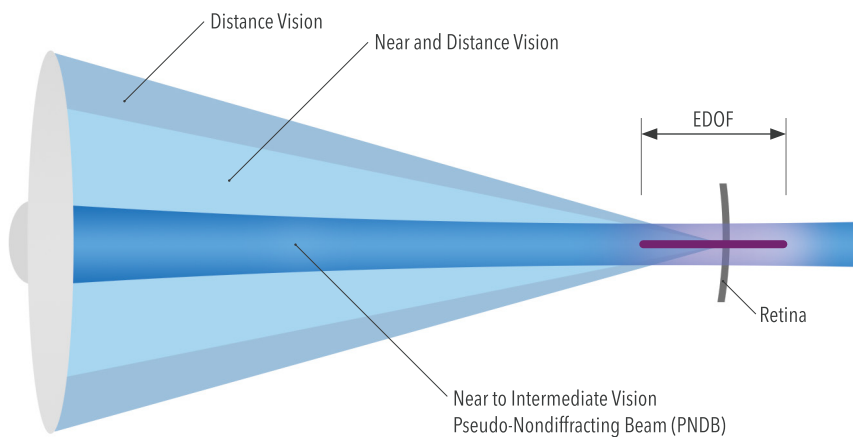 Distance Vision
Near and Distance Vision
EDOF
Retina
Near to Intermediate Vision
Pseudo-Nondiffracting Beam (PNDB)